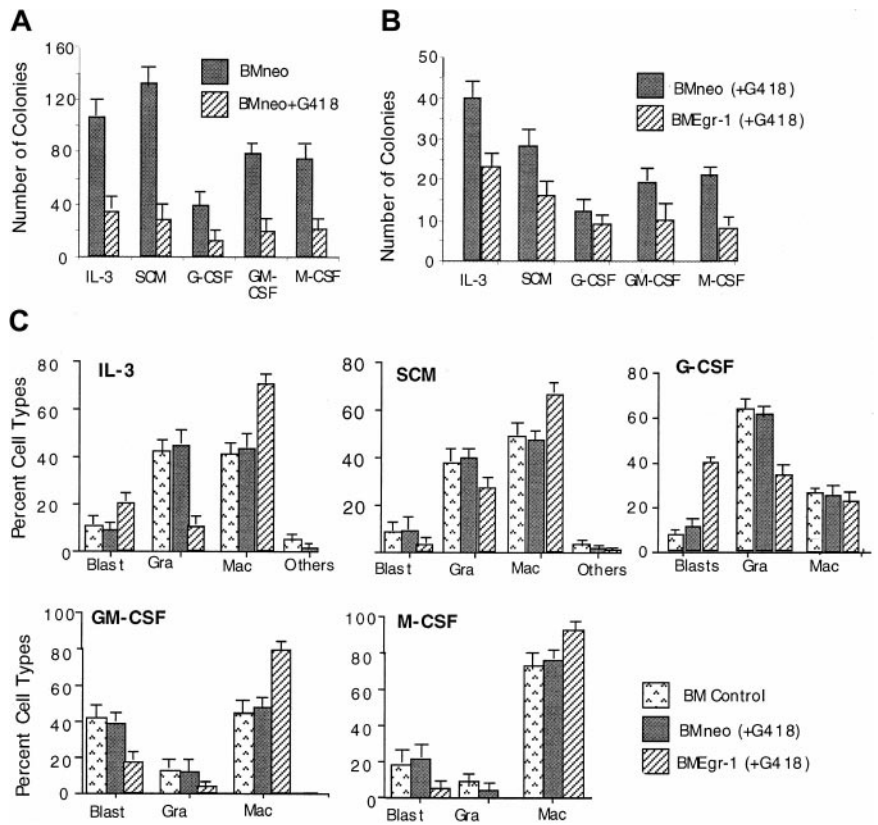 A
Number of Colonies
160
120
80
40
0
BMneo
BMneo+G418
IL-3
SCM
G-CSF
GM-
CSF
M-CSF
B
Number of Colonies
50
40
30
20
10
0
BMneo (+G418)
BMEgr-1 (+G418)
IL-3
SCM
G-CSF
GM-CSF
M-CSF
C
Percent Cell Types
IL-3
80
60
40
20
0
Blast
Gra
Mac
Others
SCM
80
60
40
20
Blast
Gra
Mac
Others
G-CSF
80
60
40
20
0
Blasts
Gra
Mac
Percent Cell Types
GM-CSF
100
80
60
40
20
0
Blast
Gra
Mac
M-CSF
100
80
60
40
20
0
Blast
Gra
Mac
BM Control
BMneo (+G418)
BMEgr-1 (+G418)